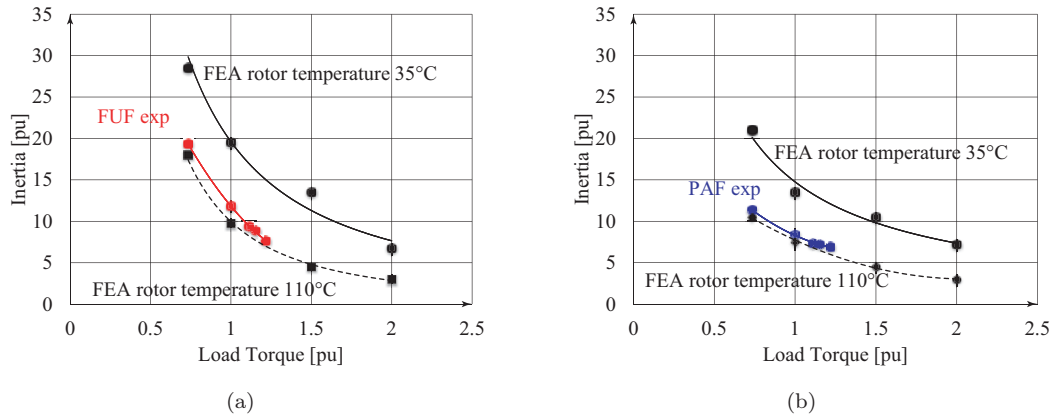 35
30
25
20
15
10
5
0
Inertia [pu]
FEA rotor temperature 35°C
FUF exp
FEA rotor temperature 110°C
0 0.5 1 1.5 2 2.5
Load Torque [pu]
(a)
35
30
25
20
15
10
5
0
Inertia [pu]
FEA rotor temperature 35°C
PAF exp
FEA rotor temperature 110°C
0 0.5 1 1.5 2 2.5
Load Torque [pu]
(b)